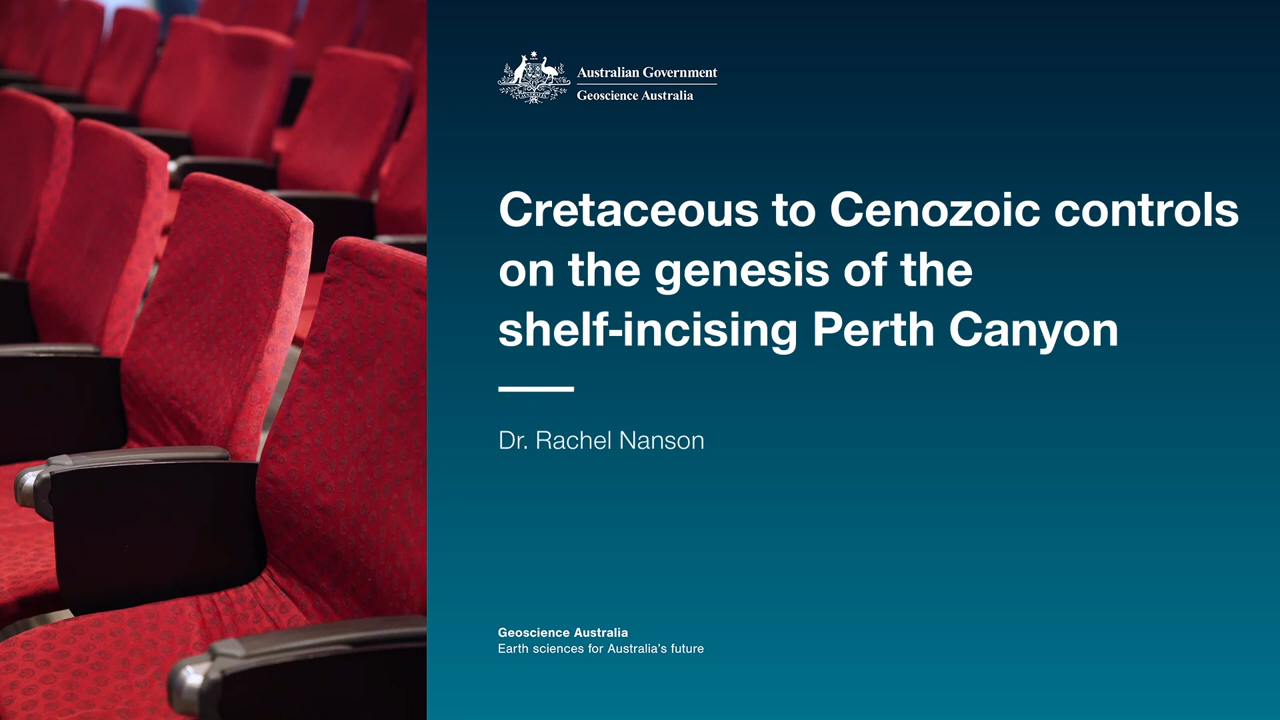 Australian Government
Geoscience Australia
Cretaceous to Cenozoic controls
on the genesis of the
shelf-incising Perth Canyon
Dr. Rachel Nanson
Geoscience Australia
Earth sciences for Australia's future